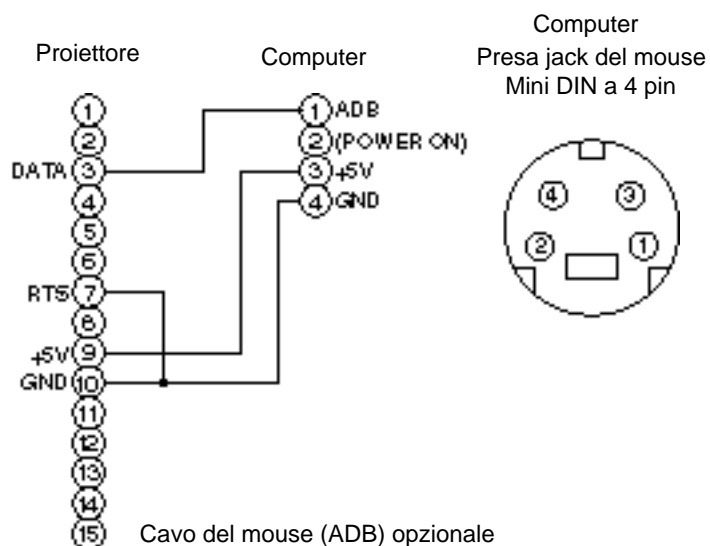 Proiettore
Computer
Computer
Presa jack del mouse
Mini DIN a 4 pin
1
2
DATA 3
4
5
6
RTS 7
8
+5V 9
GND 10
11
12
13
14
15
1 ADB
2 (POWER ON)
3 +5V
4 GND
4 3
2 1
Cavo del mouse (ADB) opzionale